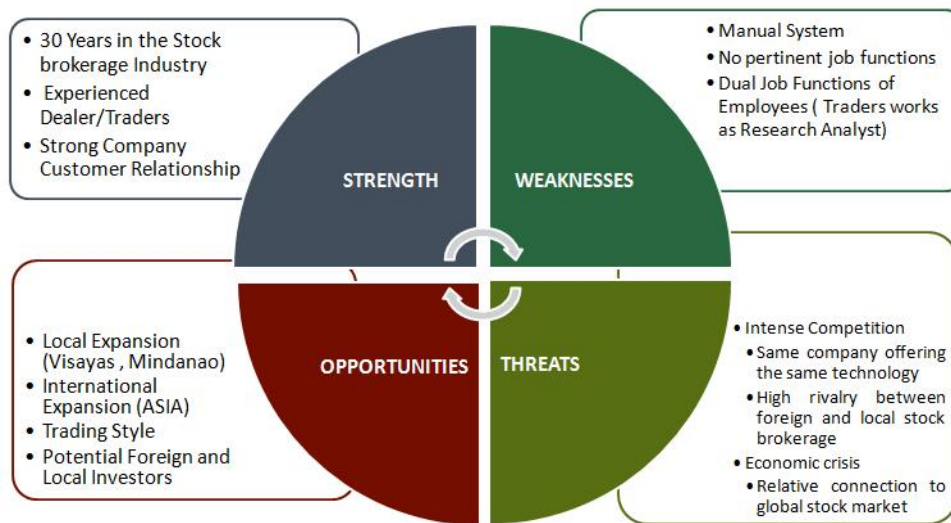 • 30 Years in the Stock
brokerage Industry
• Experienced
Dealer/Traders
• Strong Company
Customer Relationship
STRENGTH
• Manual System
• No pertinent job functions
• Dual Job Functions of
Employees ( Traders works
as Research Analyst)
WEAKNESSES
• Local Expansion
(Visayas , Mindanao)
• International
Expansion (ASIA)
• Trading Style
• Potential Foreign and
Local Investors
OPPORTUNITIES
THREATS
• Intense Competition
• Same company offering
the same technology
• High rivalry between
foreign and local stock
brokerage
• Economic crisis
• Relative connection to
global stock market